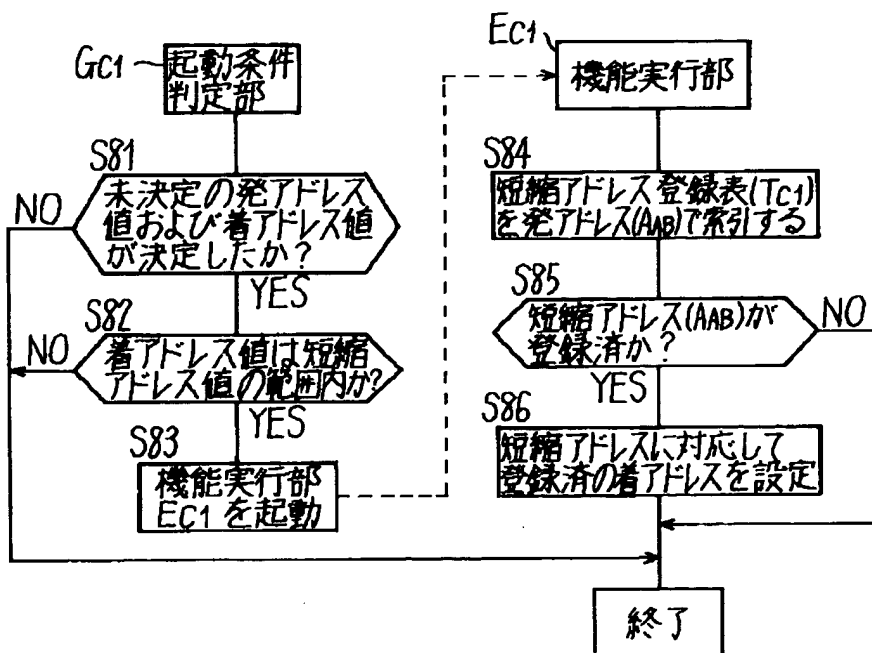 GC1
起動条件
判定部
S81
未決定の発アドレス
値および着アドレス値
が決定したか?
NO
YES
S82
着アドレス値は短縮
アドレス値の範囲内か?
NO
YES
S83
機能実行部
EC1を起動
EC1
機能実行部
S84
短縮アドレス登録表(TC1)
を発アドレス(AAB)で索引する
S85
短縮アドレス(AAB)が
登録済か?
NO
YES
S86
短縮アドレスに対応して
登録済の着アドレスを設定
終了